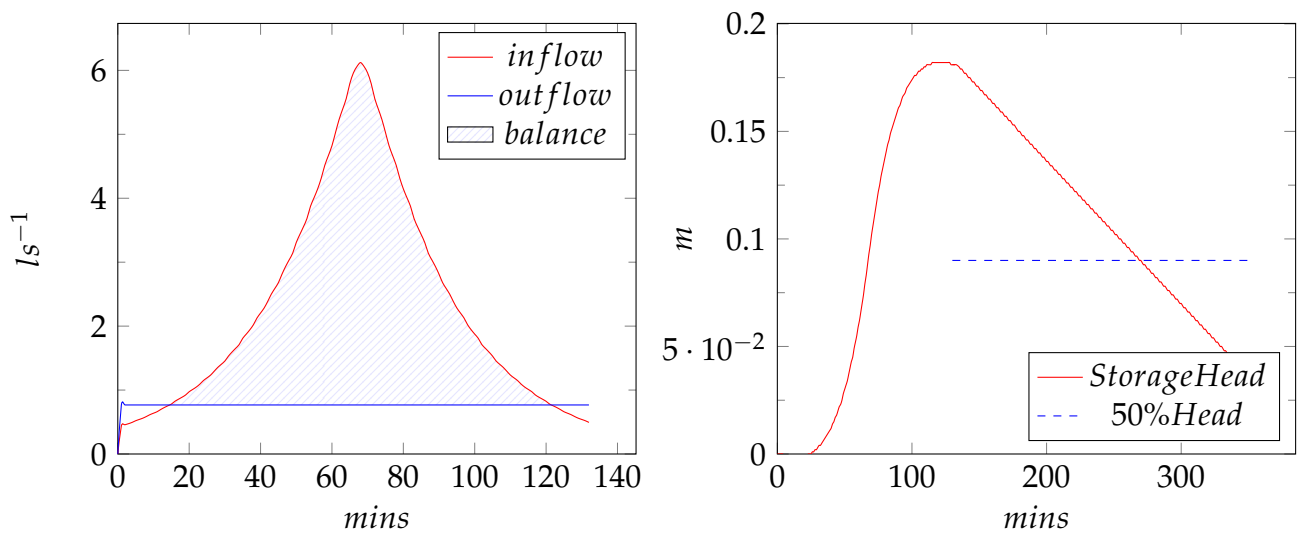 ls⁻¹
6
4
2
0
0 20 40 60 80 100 120 140
mins
inflow
outflow
balance
m
0.2
0.15
0.1
5 · 10⁻²
0
0 100 200 300
mins
StorageHead
50%Head